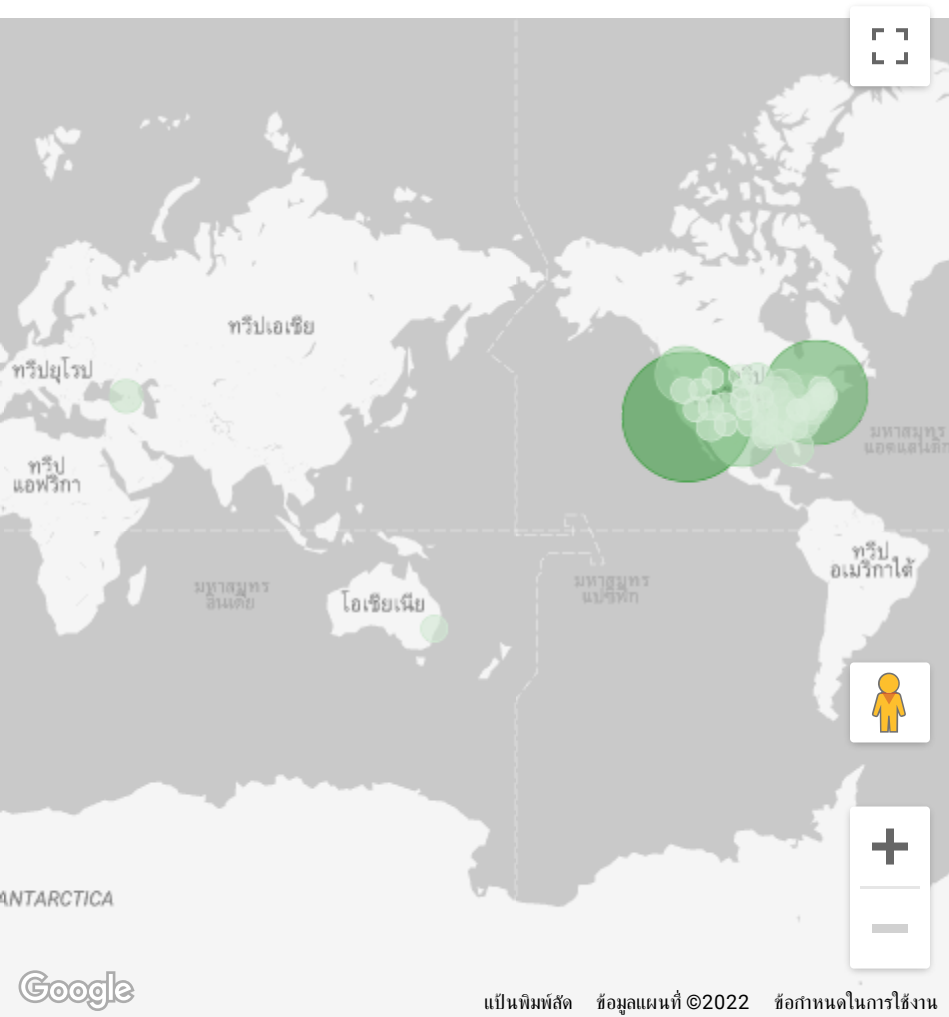 ทวีปเอเชีย
ทวีปยุโรป
ทวีป
มหาสมุทร
แอตแลนติก
ทวีป
แอฟริกา
ทวีป
อเมริกาใต้
มหาสมุทร
อินเดีย
โอเชียเนีย
มหาสมุทร
แปซิฟิก
ANTARCTICA
Google
แป้นพิมพ์ลัด ข้อมูลแผนที่ ©2022 ข้อกำหนดในการใช้งาน